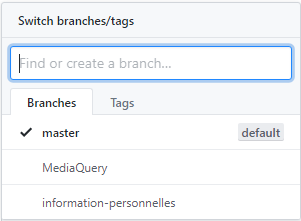 Switch branches/tags
Find or create a branch...
Branches Tags
master default
MediaQuery
information-personnelles